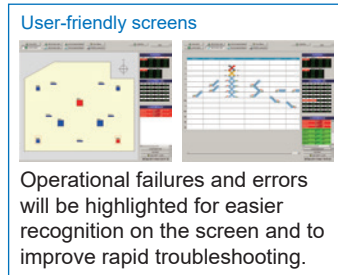 User-friendly screens
Operational failures and errors
will be highlighted for easier
recognition on the screen and to
improve rapid troubleshooting.